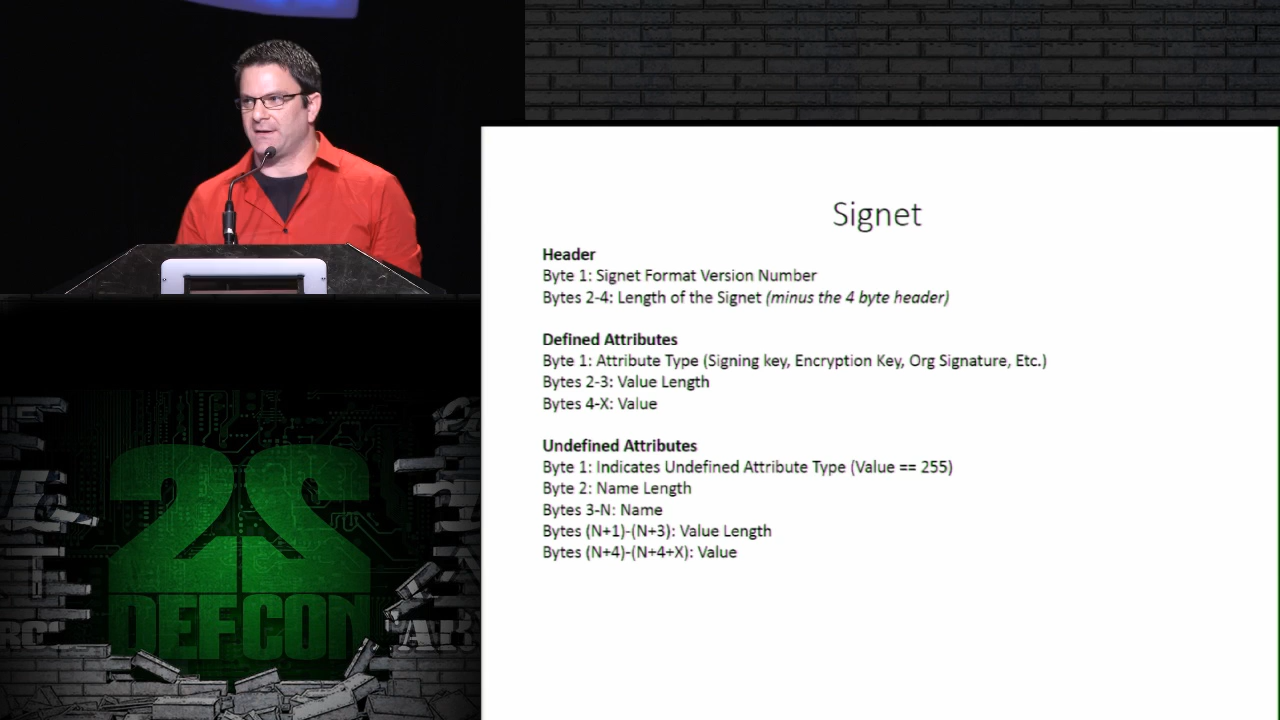 Signet
Header
Byte 1: Signet Format Version Number
Bytes 2-4: Length of the Signet (minus the 4 byte header)
Defined Attributes
Byte 1: Attribute Type (Signing key, Encryption Key, Org Signature, Etc.)
Bytes 2-3: Value Length
Bytes 4-X: Value
Undefined Attributes
Byte 1: Indicates Undefined Attribute Type (Value == 255)
Byte 2: Name Length
Bytes 3-N: Name
Bytes (N+1)-(N+3): Value Length
Bytes (N+4)-(N+4+X): Value
22
DEFCON